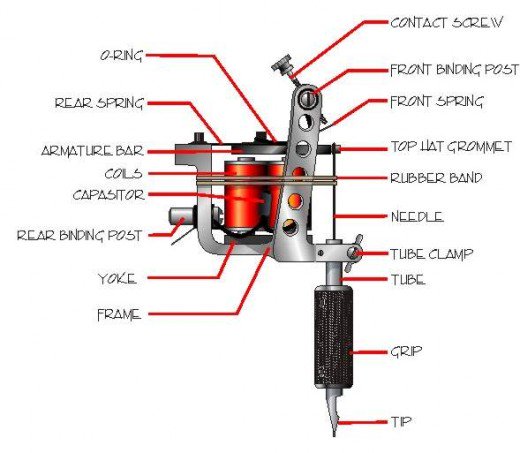 CONTACT SCREW
O-RING
FRONT BINDING POST
REAR SPRING
FRONT SPRING
ARMATURE BAR
TOP HAT GROMMET
COILS
RUBBER BAND
CAPASITOR
NEEDLE
REAR BINDING POST
TUBE CLAMP
YOKE
TUBE
FRAME
GRIP
TIP